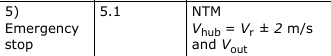 5)
Emergency
stop
5.1
NTM
Vhub = Vr ± 2 m/s
and Vout